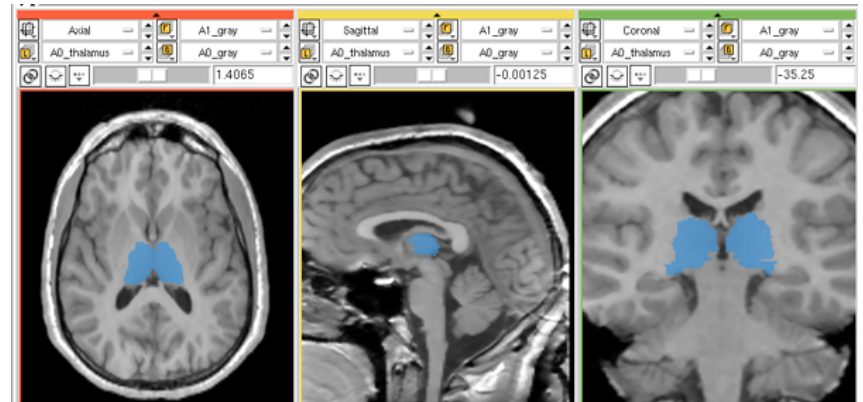 Axial A1_gray
A0_thalamus A0_gray
1.4065
Sagittal A1_gray
A0_thalamus A0_gray
-0.00125
Coronal A1_gray
A0_thalamus A0_gray
-35.25